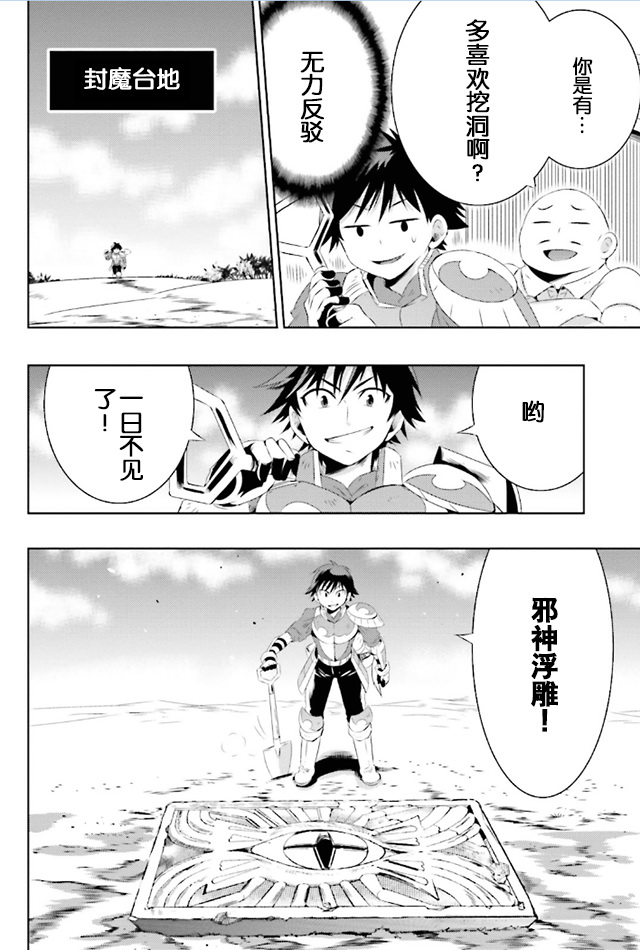 你是有…
多喜欢挖洞啊？
无力反驳
封魔台地
哟
一日不见
了！
邪神浮雕！